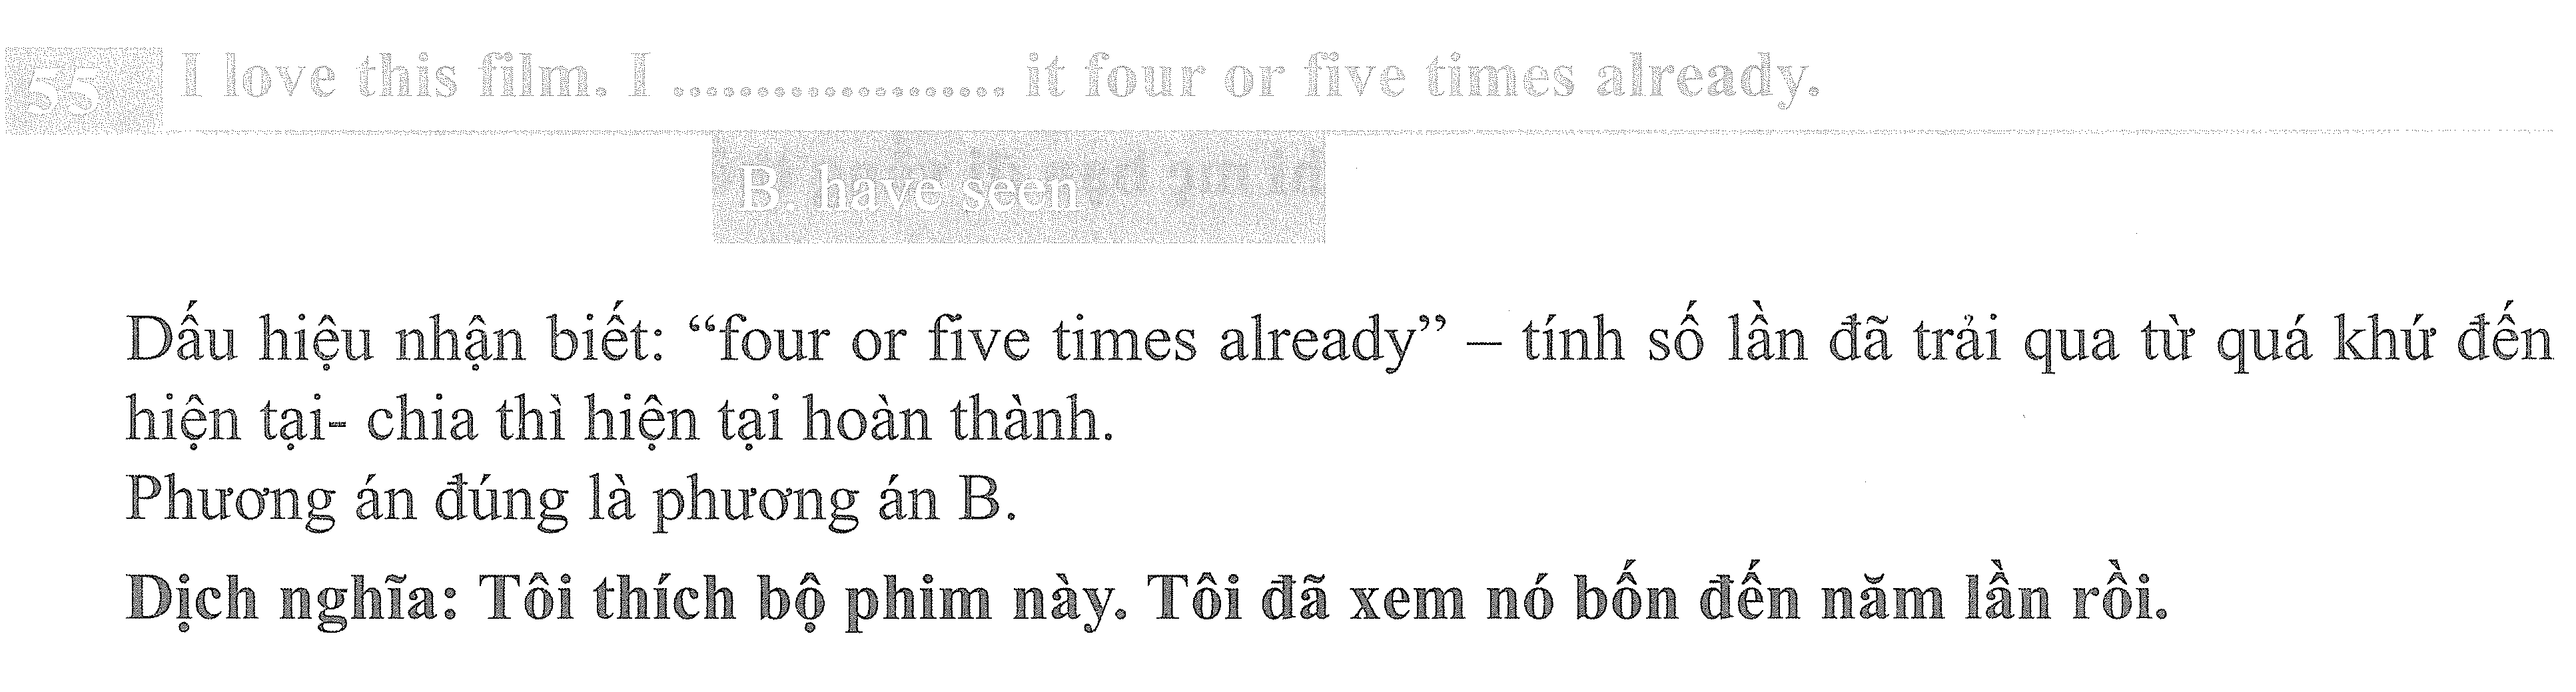 55 I love this film. I .................... it four or five times already.
B. have seen
Dấu hiệu nhận biết: “four or five times already” – tính số lần đã trải qua từ quá khứ đến
hiện tại- chia thì hiện tại hoàn thành.
Phương án đúng là phương án B.
Dịch nghĩa: Tôi thích bộ phim này. Tôi đã xem nó bốn đến năm lần rồi.